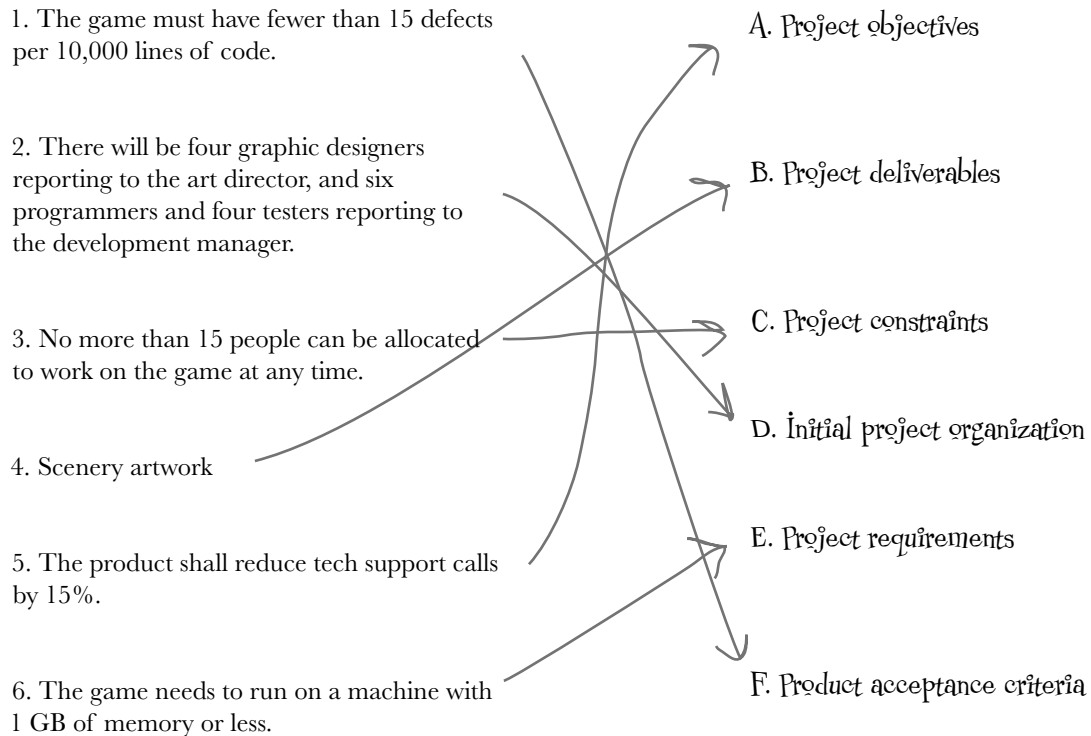 1. The game must have fewer than 15 defects
per 10,000 lines of code.
2. There will be four graphic designers
reporting to the art director, and six
programmers and four testers reporting to
the development manager.
3. No more than 15 people can be allocated
to work on the game at any time.
4. Scenery artwork
5. The product shall reduce tech support calls
by 15%.
6. The game needs to run on a machine with
1 GB of memory or less.
A. Project objectives
B. Project deliverables
C. Project constraints
D. Initial project organization
E. Project requirements
F. Product acceptance criteria